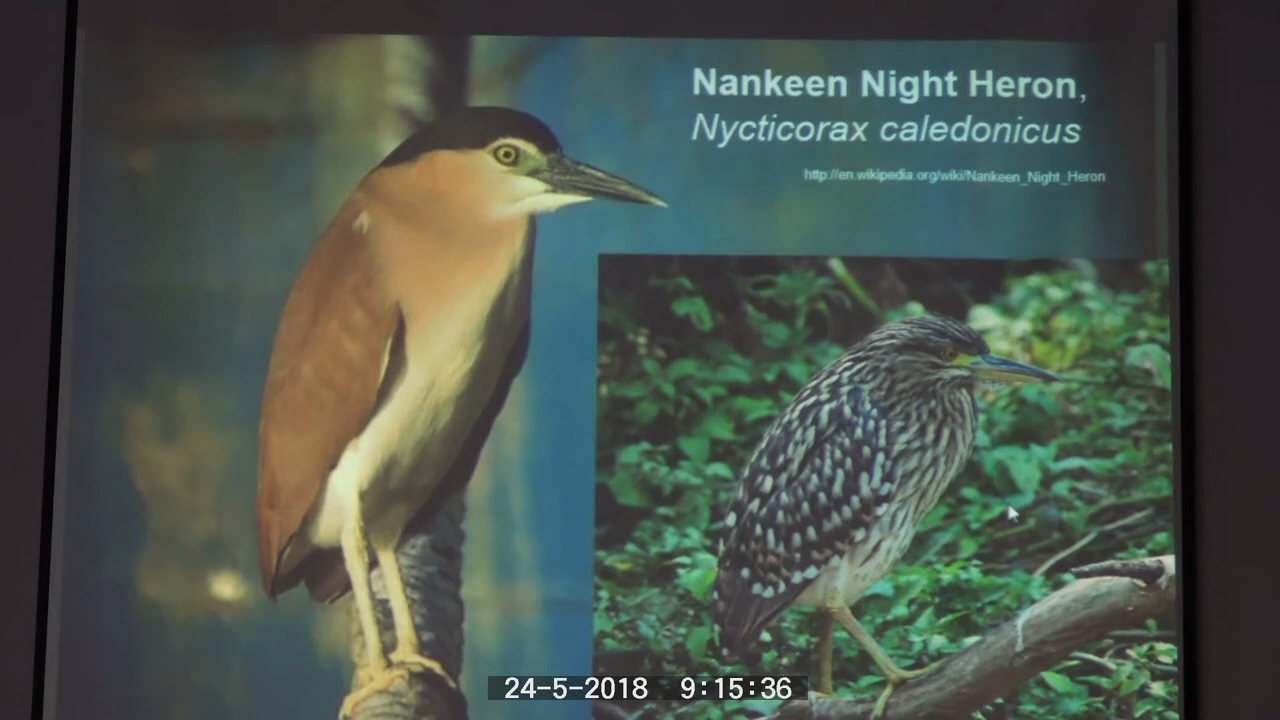 Nankeen Night Heron,
Nycticorax caledonicus
http://en.wikipedia.org/wiki/Nankeen_Night_Heron
24-5-2018 9:15:36